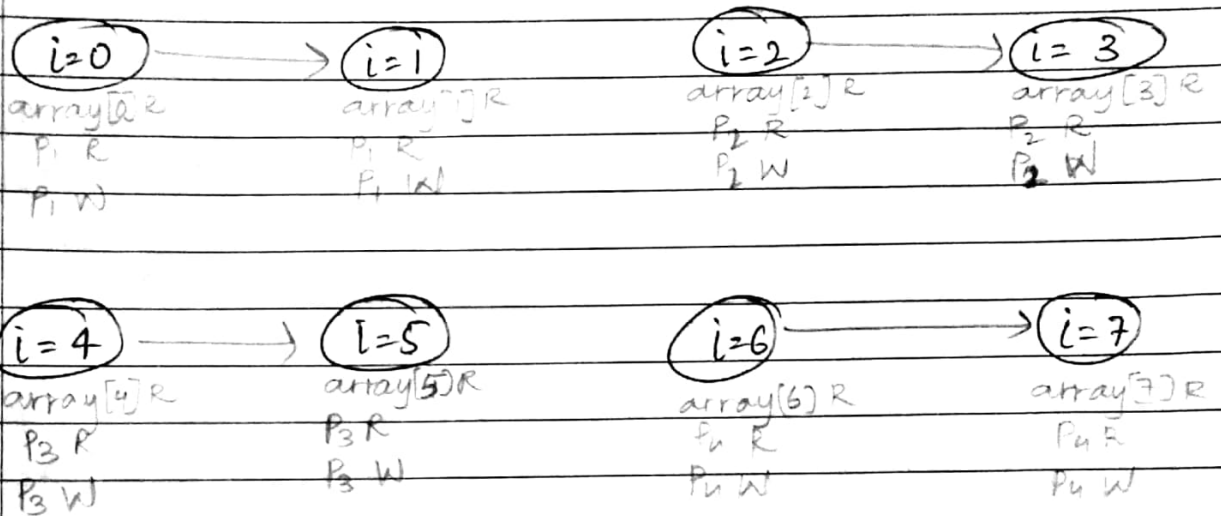 i=0 → i=1 i=2 → i = 3
array[0] R array[1] R array[2] R array[3] R
P1 R P1 R P2 R P2 R
P1 W P1 W P2 W P2 W
i=4 → i=5 i=6 → i=7
array[4] R array[5] R array[6] R array[7] R
P3 R P3 R P4 R P4 R
P3 W P3 W P4 W P4 W